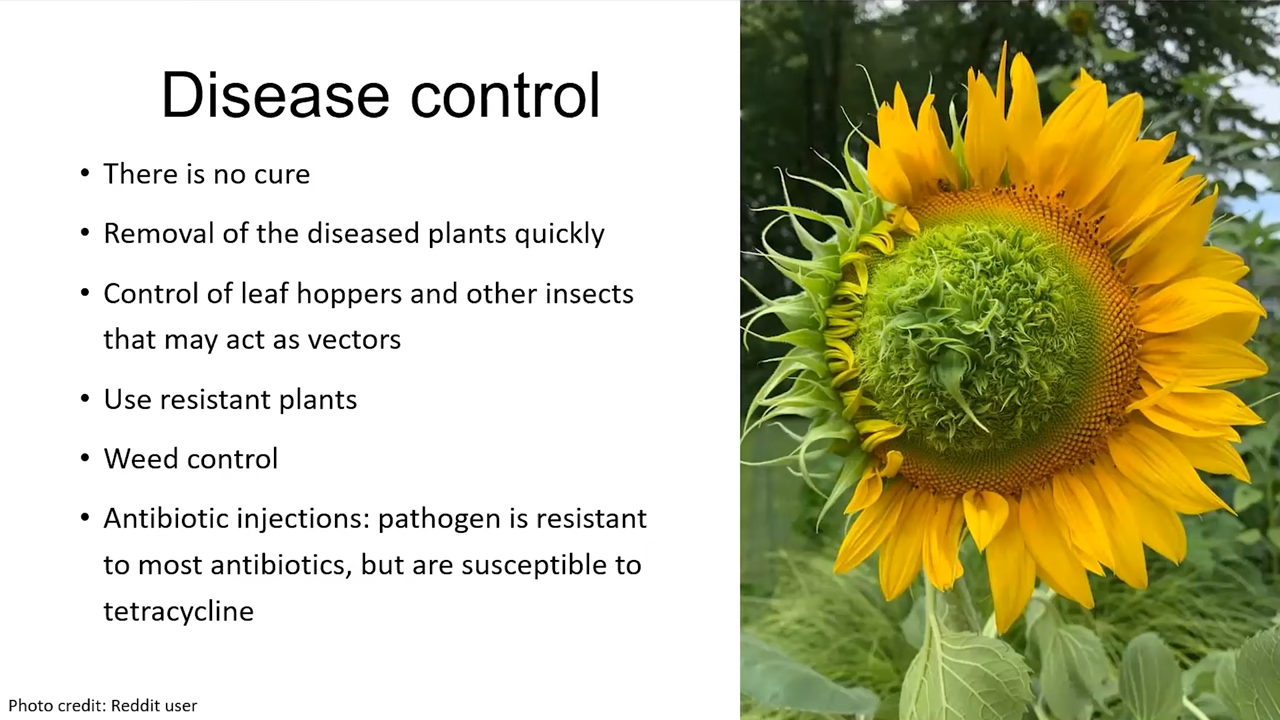 Disease control
• There is no cure
• Removal of the diseased plants quickly
• Control of leaf hoppers and other insects
that may act as vectors
• Use resistant plants
• Weed control
• Antibiotic injections: pathogen is resistant
to most antibiotics, but are susceptible to
tetracycline
Photo credit: Reddit user